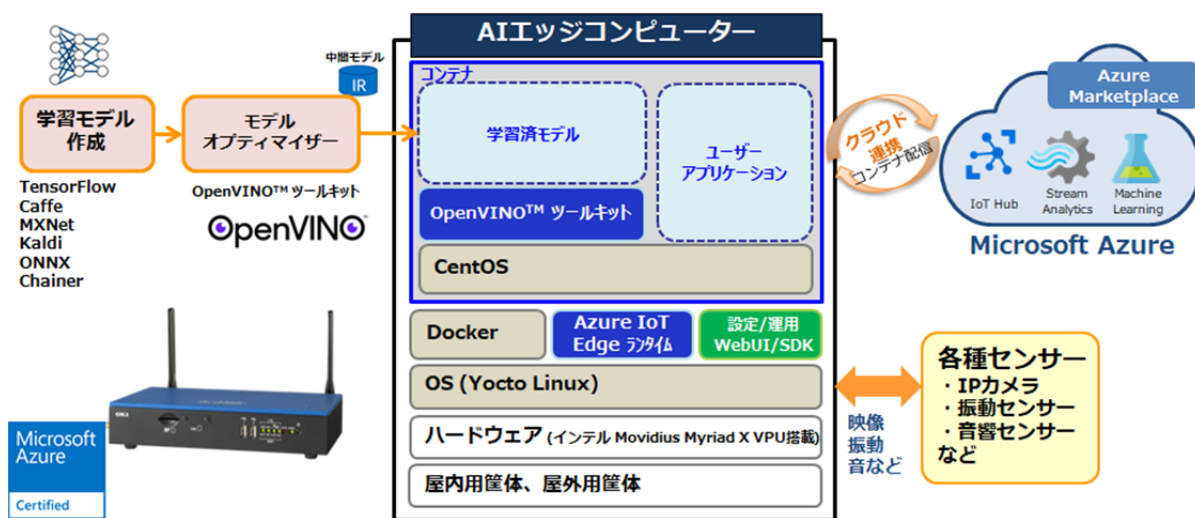 AIエッジコンピューター
中間モデル
IR
学習モデル
作成
モデル
オプティマイザー
TensorFlow
Caffe
MXNet
Kaldi
ONNX
Chainer
OpenVINO™ ツールキット
OpenVINO™
コンテナ
学習済モデル
ユーザー
アプリケーション
OpenVINO™ ツールキット
CentOS
Docker
Azure IoT
Edge ランタイム
設定/運用
WebUI/SDK
OS (Yocto Linux)
ハードウェア (インテル Movidius Myriad X VPU搭載)
屋内用筐体、屋外用筐体
クラウド
連携
コンテナ配信
Azure
Marketplace
IoT Hub
Stream
Analytics
Machine
Learning
Microsoft Azure
映像
振動
音など
各種センサー
・IPカメラ
・振動センサー
・音響センサー
など
OKI
Microsoft
Azure
Certified